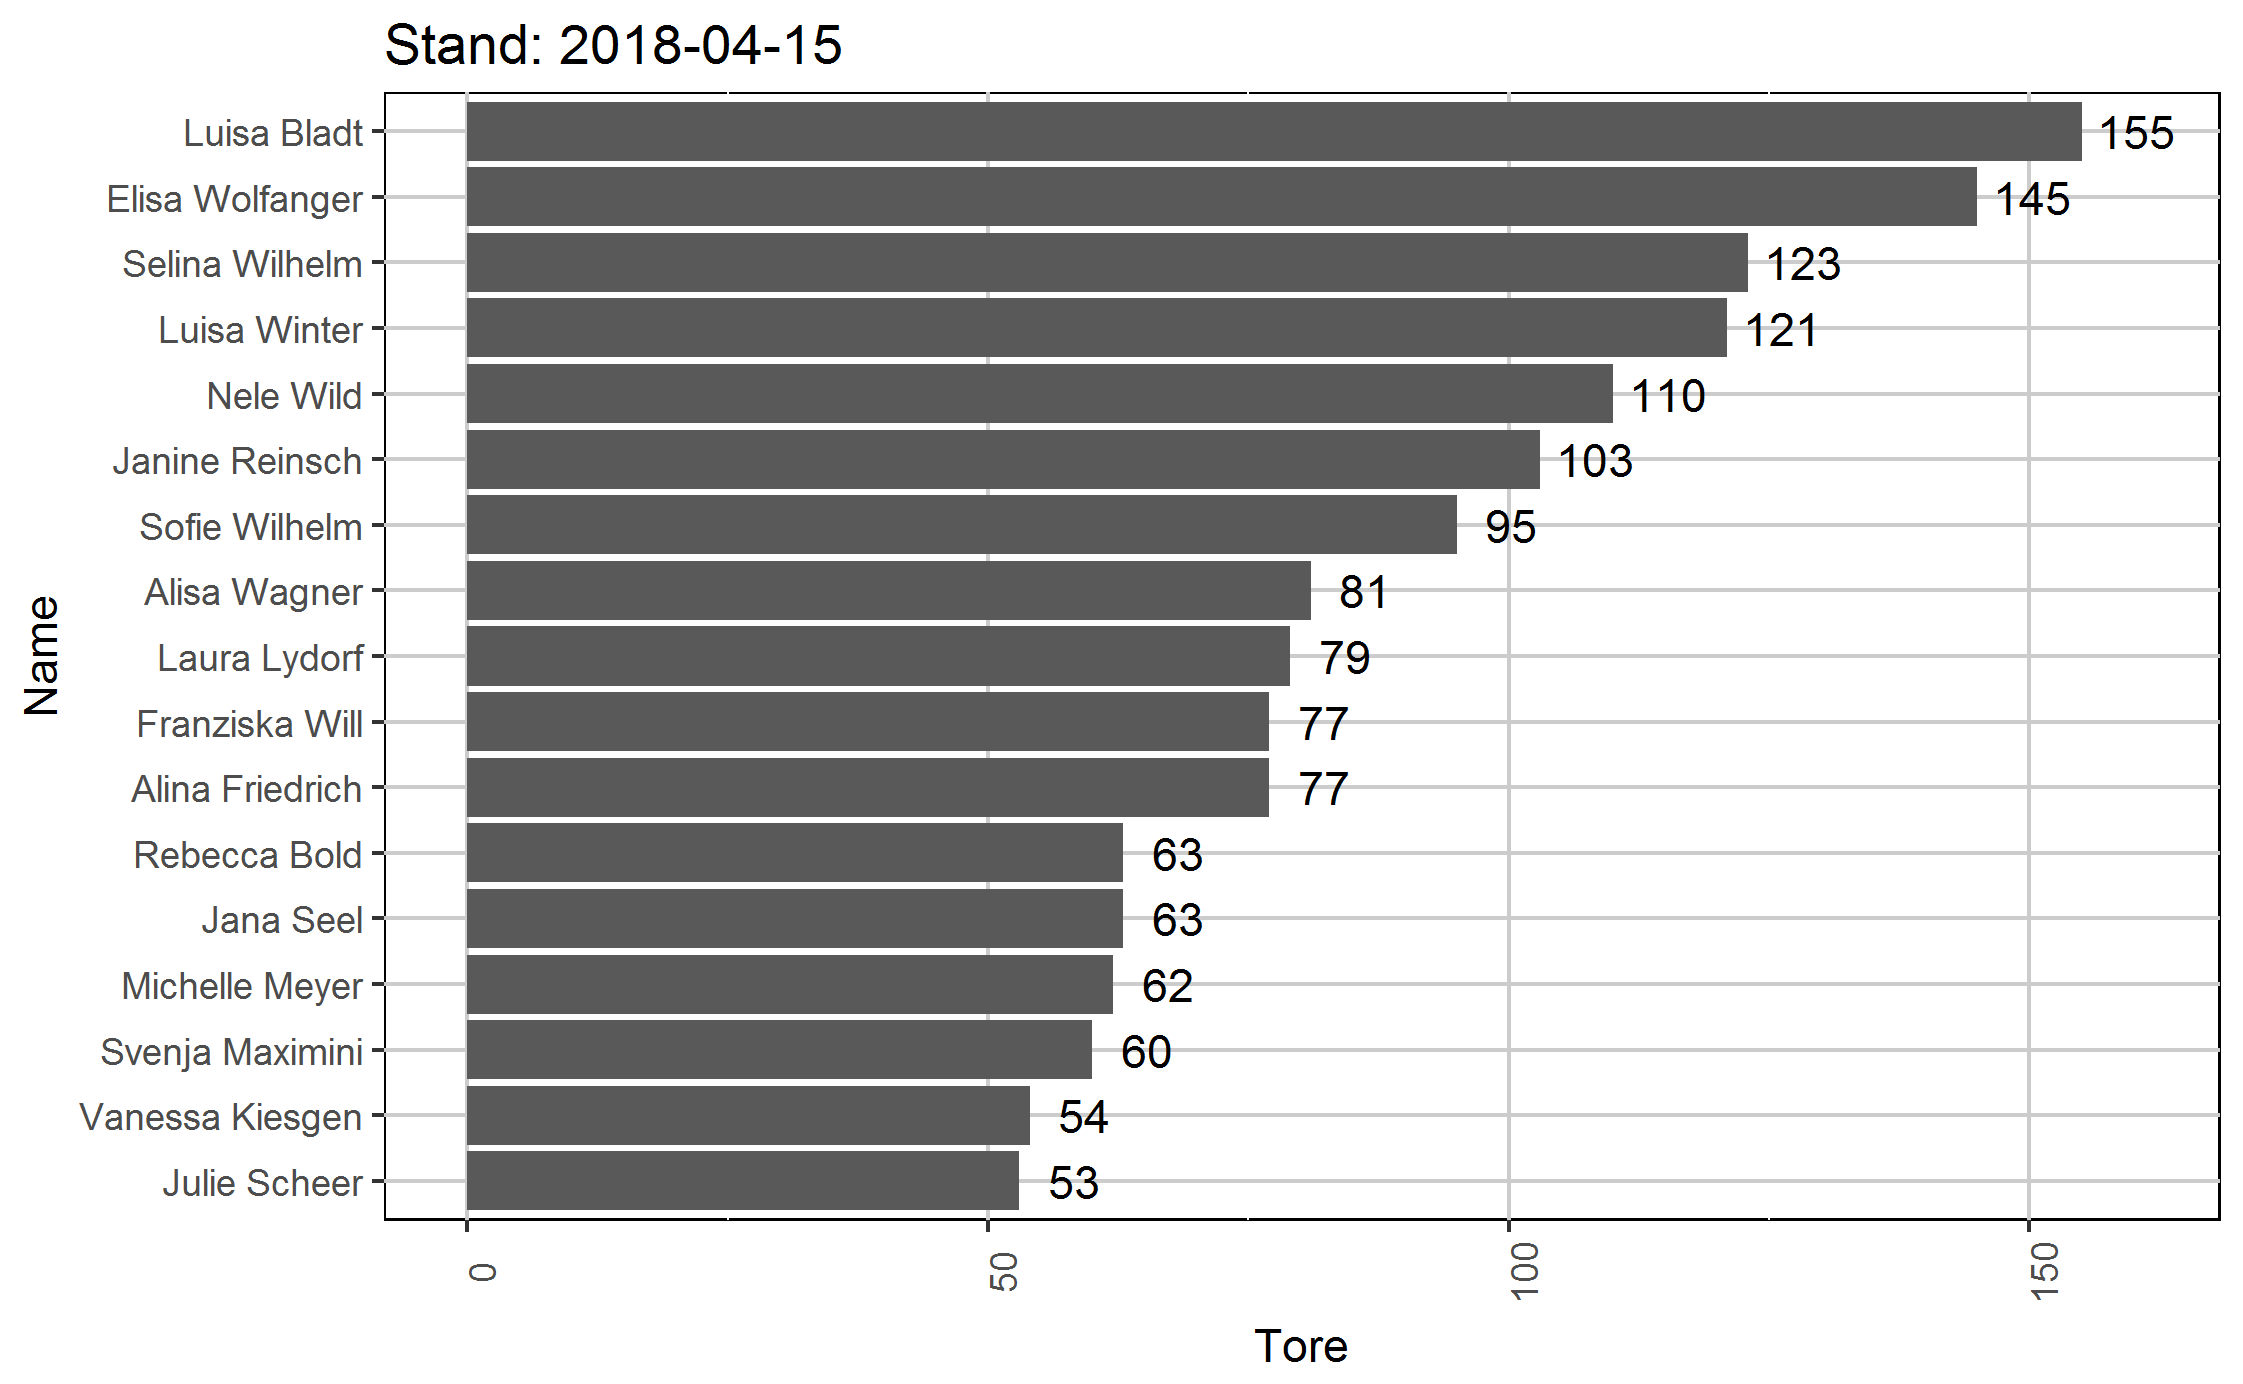 Stand: 2018-04-15
Luisa Bladt 155
Elisa Wolfanger 145
Selina Wilhelm 123
Luisa Winter 121
Nele Wild 110
Janine Reinsch 103
Sofie Wilhelm 95
Alisa Wagner 81
Laura Lydorf 79
Franziska Will 77
Alina Friedrich 77
Rebecca Bold 63
Jana Seel 63
Michelle Meyer 62
Svenja Maximini 60
Vanessa Kiesgen 54
Julie Scheer 53
Name
0 50 100 150
Tore